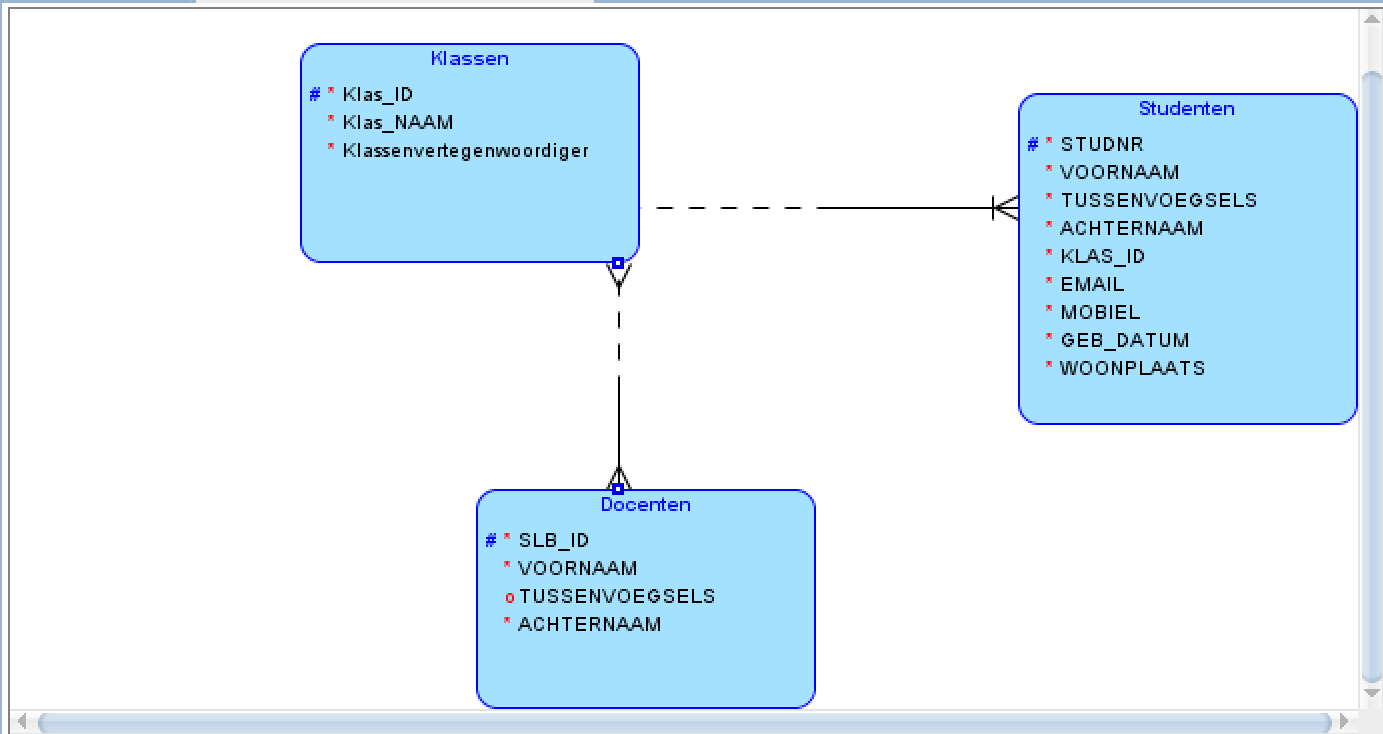 Klassen
# * Klas_ID
* Klas_NAAM
* Klassenvertegenwoordiger
Studenten
# * STUDNR
* VOORNAAM
* TUSSENVOEGSELS
* ACHTERNAAM
* KLAS_ID
* EMAIL
* MOBIEL
* GEB_DATUM
* WOONPLAATS
Docenten
# * SLB_ID
* VOORNAAM
o TUSSENVOEGSELS
* ACHTERNAAM